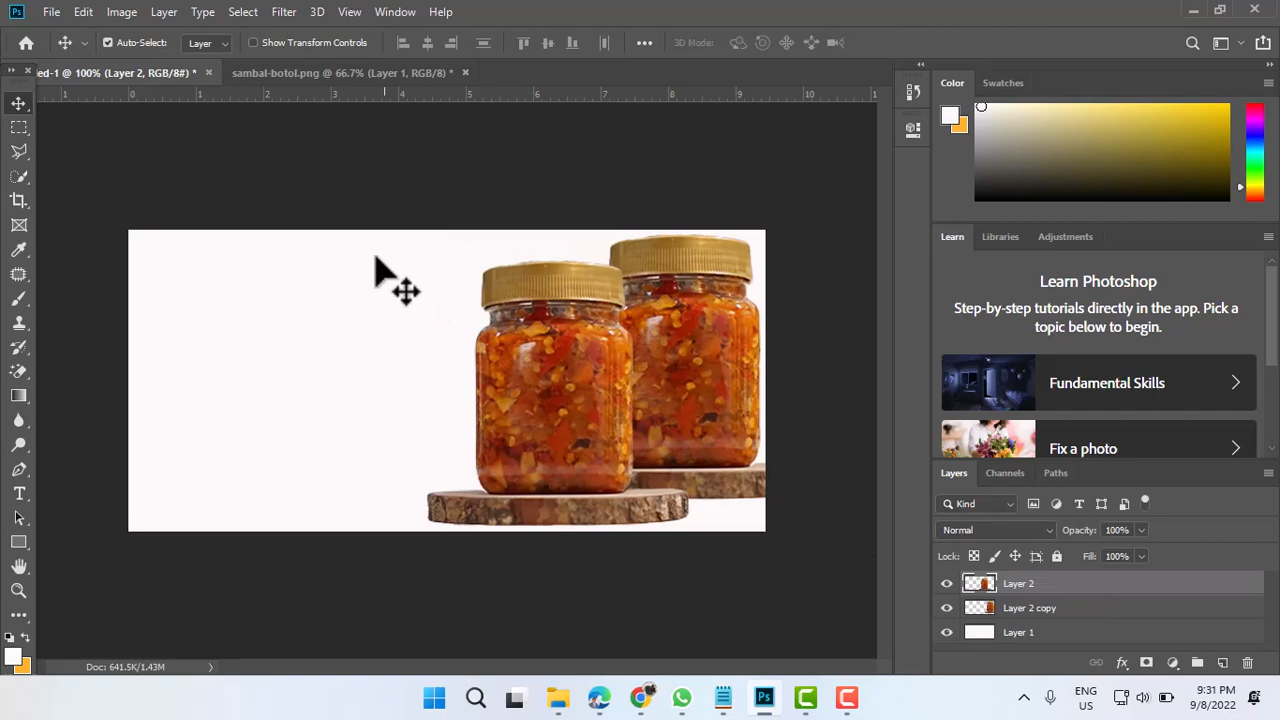 Ps File Edit Image Layer Type Select Filter 3D View Window Help
Auto-Select: Layer Show Transform Controls 3D Mode:
ed-1 @ 100% (Layer 2, RGB/8#) * sambal-botol.png @ 66.7% (Layer 1, RGB/8) *
1 0 1 2 3 4 5 6 7 8 9 10 1
Color Swatches
Learn Libraries Adjustments
Learn Photoshop
Step-by-step tutorials directly in the app. Pick a
topic below to begin.
Fundamental Skills
Fix a photo
Layers Channels Paths
Kind
Normal Opacity: 100%
Lock: Fill: 100%
Layer 2
Layer 2 copy
Layer 1
Doc: 641.5K/1.43M
Ps
ENG
US
9:31 PM
9/8/2022